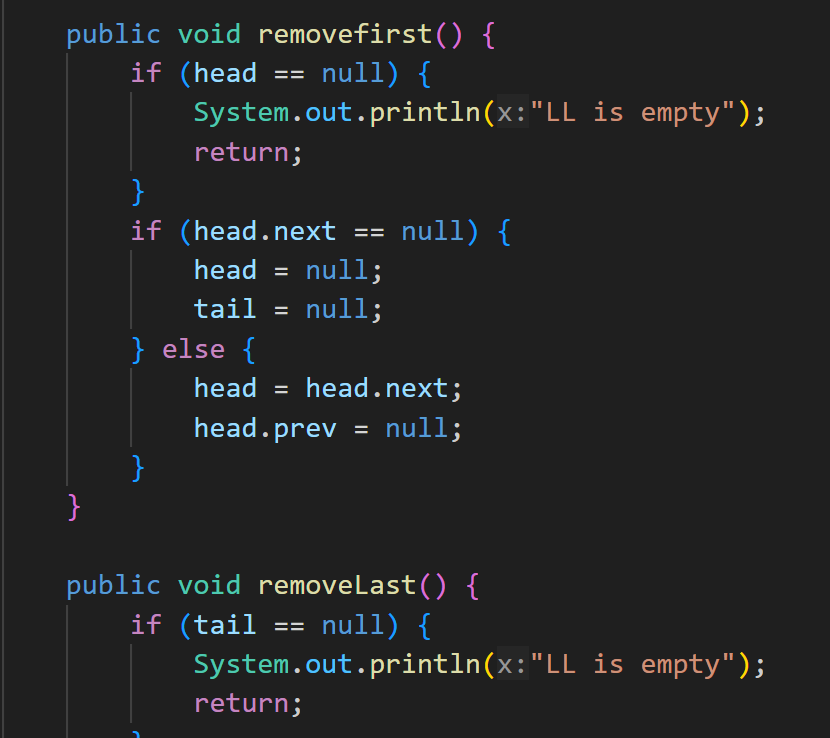 public void removefirst() {
    if (head == null) {
        System.out.println(x:"LL is empty");
        return;
    }
    if (head.next == null) {
        head = null;
        tail = null;
    } else {
        head = head.next;
        head.prev = null;
    }
}

public void removeLast() {
    if (tail == null) {
        System.out.println(x:"LL is empty");
        return;
    }